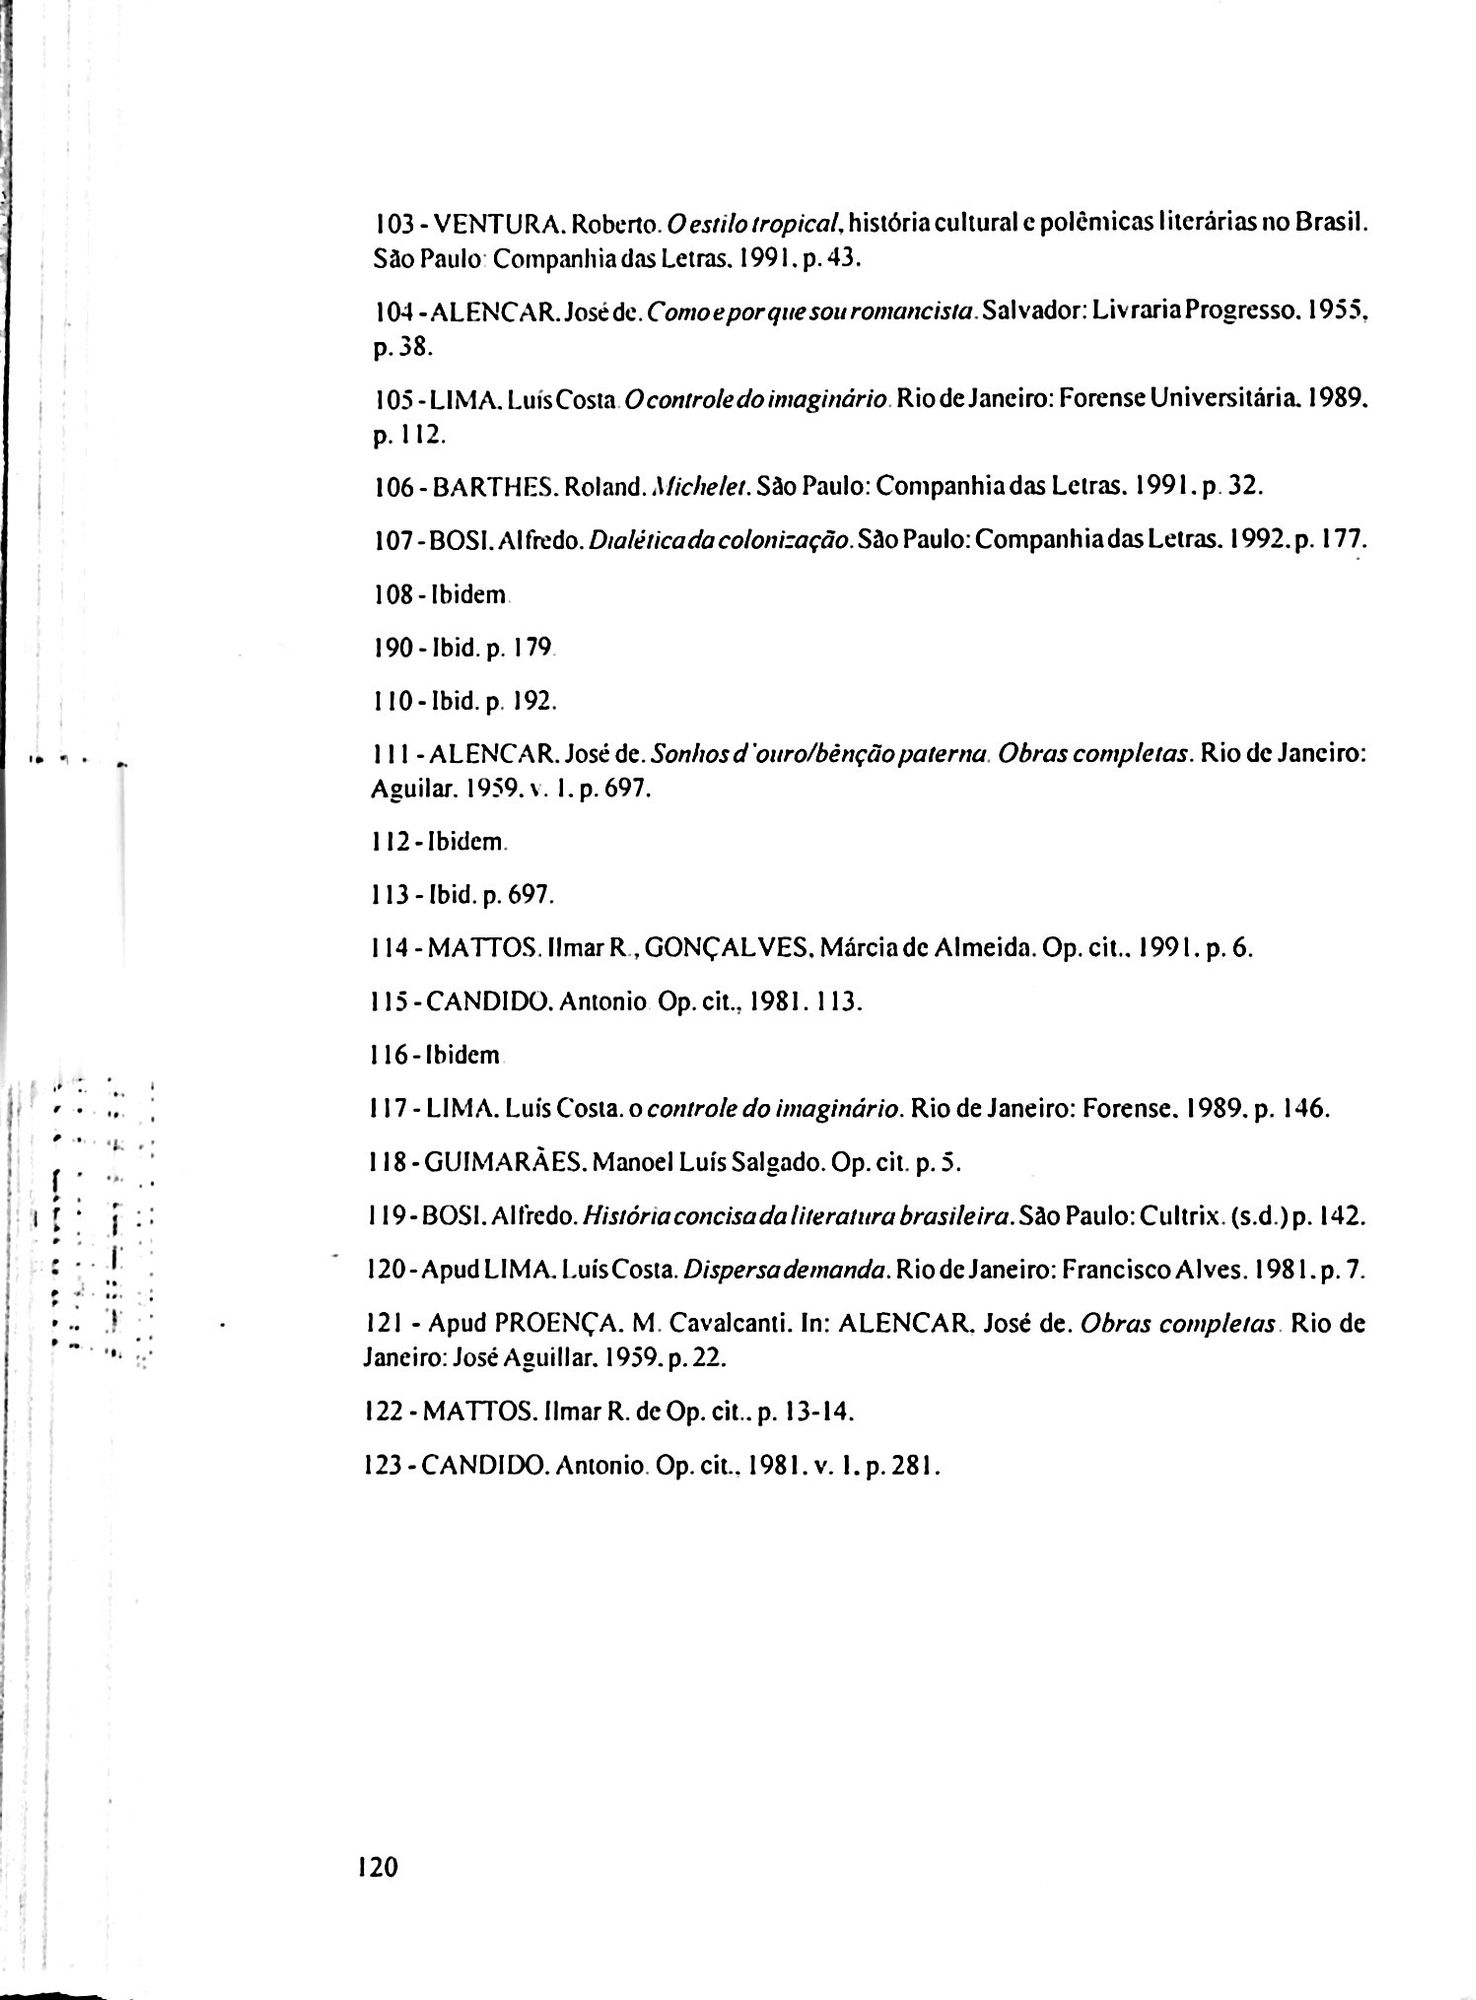 103 - VENTURA. Roberto. O estilo tropical, história cultural e polêmicas literárias no Brasil.
São Paulo: Companhia das Letras. 1991. p. 43.
104 - ALENCAR. José de. Como e por que sou romancista. Salvador: Livraria Progresso. 1955,
p. 38.
105 - LIMA. Luís Costa. O controle do imaginário. Rio de Janeiro: Forense Universitária. 1989.
p. 112.
106 - BARTHES. Roland. Michelet. São Paulo: Companhia das Letras. 1991. p. 32.
107 - BOSI. Alfredo. Dialética da colonização. São Paulo: Companhia das Letras. 1992. p. 177.
108 - Ibidem.
190 - Ibid. p. 179.
110 - Ibid. p. 192.
111 - ALENCAR. José de. Sonhos d'ouro/bènção paterna. Obras completas. Rio de Janeiro:
Aguilar. 1959. v. 1. p. 697.
112 - Ibidem.
113 - Ibid. p. 697.
114 - MATTOS. Ilmar R., GONÇALVES. Márcia de Almeida. Op. cit.. 1991. p. 6.
115 - CANDIDO. Antonio. Op. cit., 1981. 113.
116 - Ibidem
117 - LIMA. Luís Costa. o controle do imaginário. Rio de Janeiro: Forense. 1989. p. 146.
118 - GUIMARÃES. Manoel Luís Salgado. Op. cit. p. 5.
119 - BOSI. Alfredo. História concisa da literatura brasileira. São Paulo: Cultrix. (s.d.) p. 142.
120 - Apud LIMA. Luís Costa. Dispersa demanda. Rio de Janeiro: Francisco Alves. 1981. p. 7.
121 - Apud PROENÇA. M. Cavalcanti. In: ALENCAR. José de. Obras completas. Rio de
Janeiro: José Aguillar. 1959. p. 22.
122 - MATTOS. Ilmar R. de Op. cit.. p. 13-14.
123 - CANDIDO. Antonio. Op. cit., 1981. v. 1. p. 281.
120